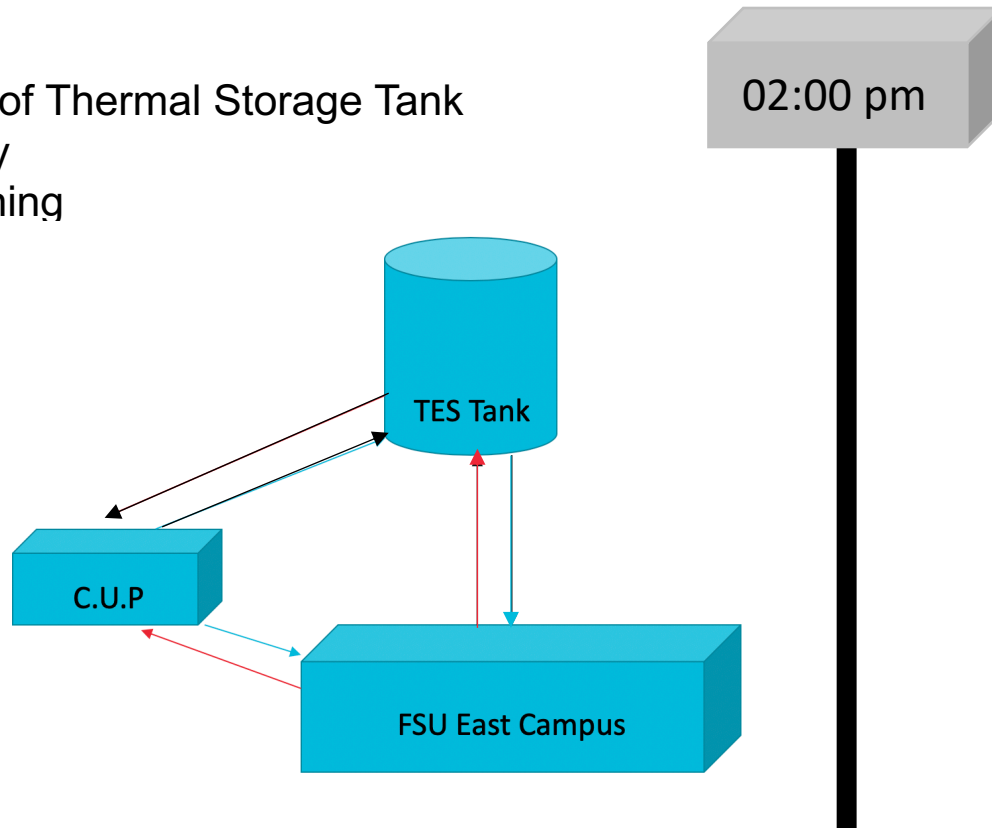 of Thermal Storage Tank
02:00 pm
TES Tank
C.U.P
FSU East Campus